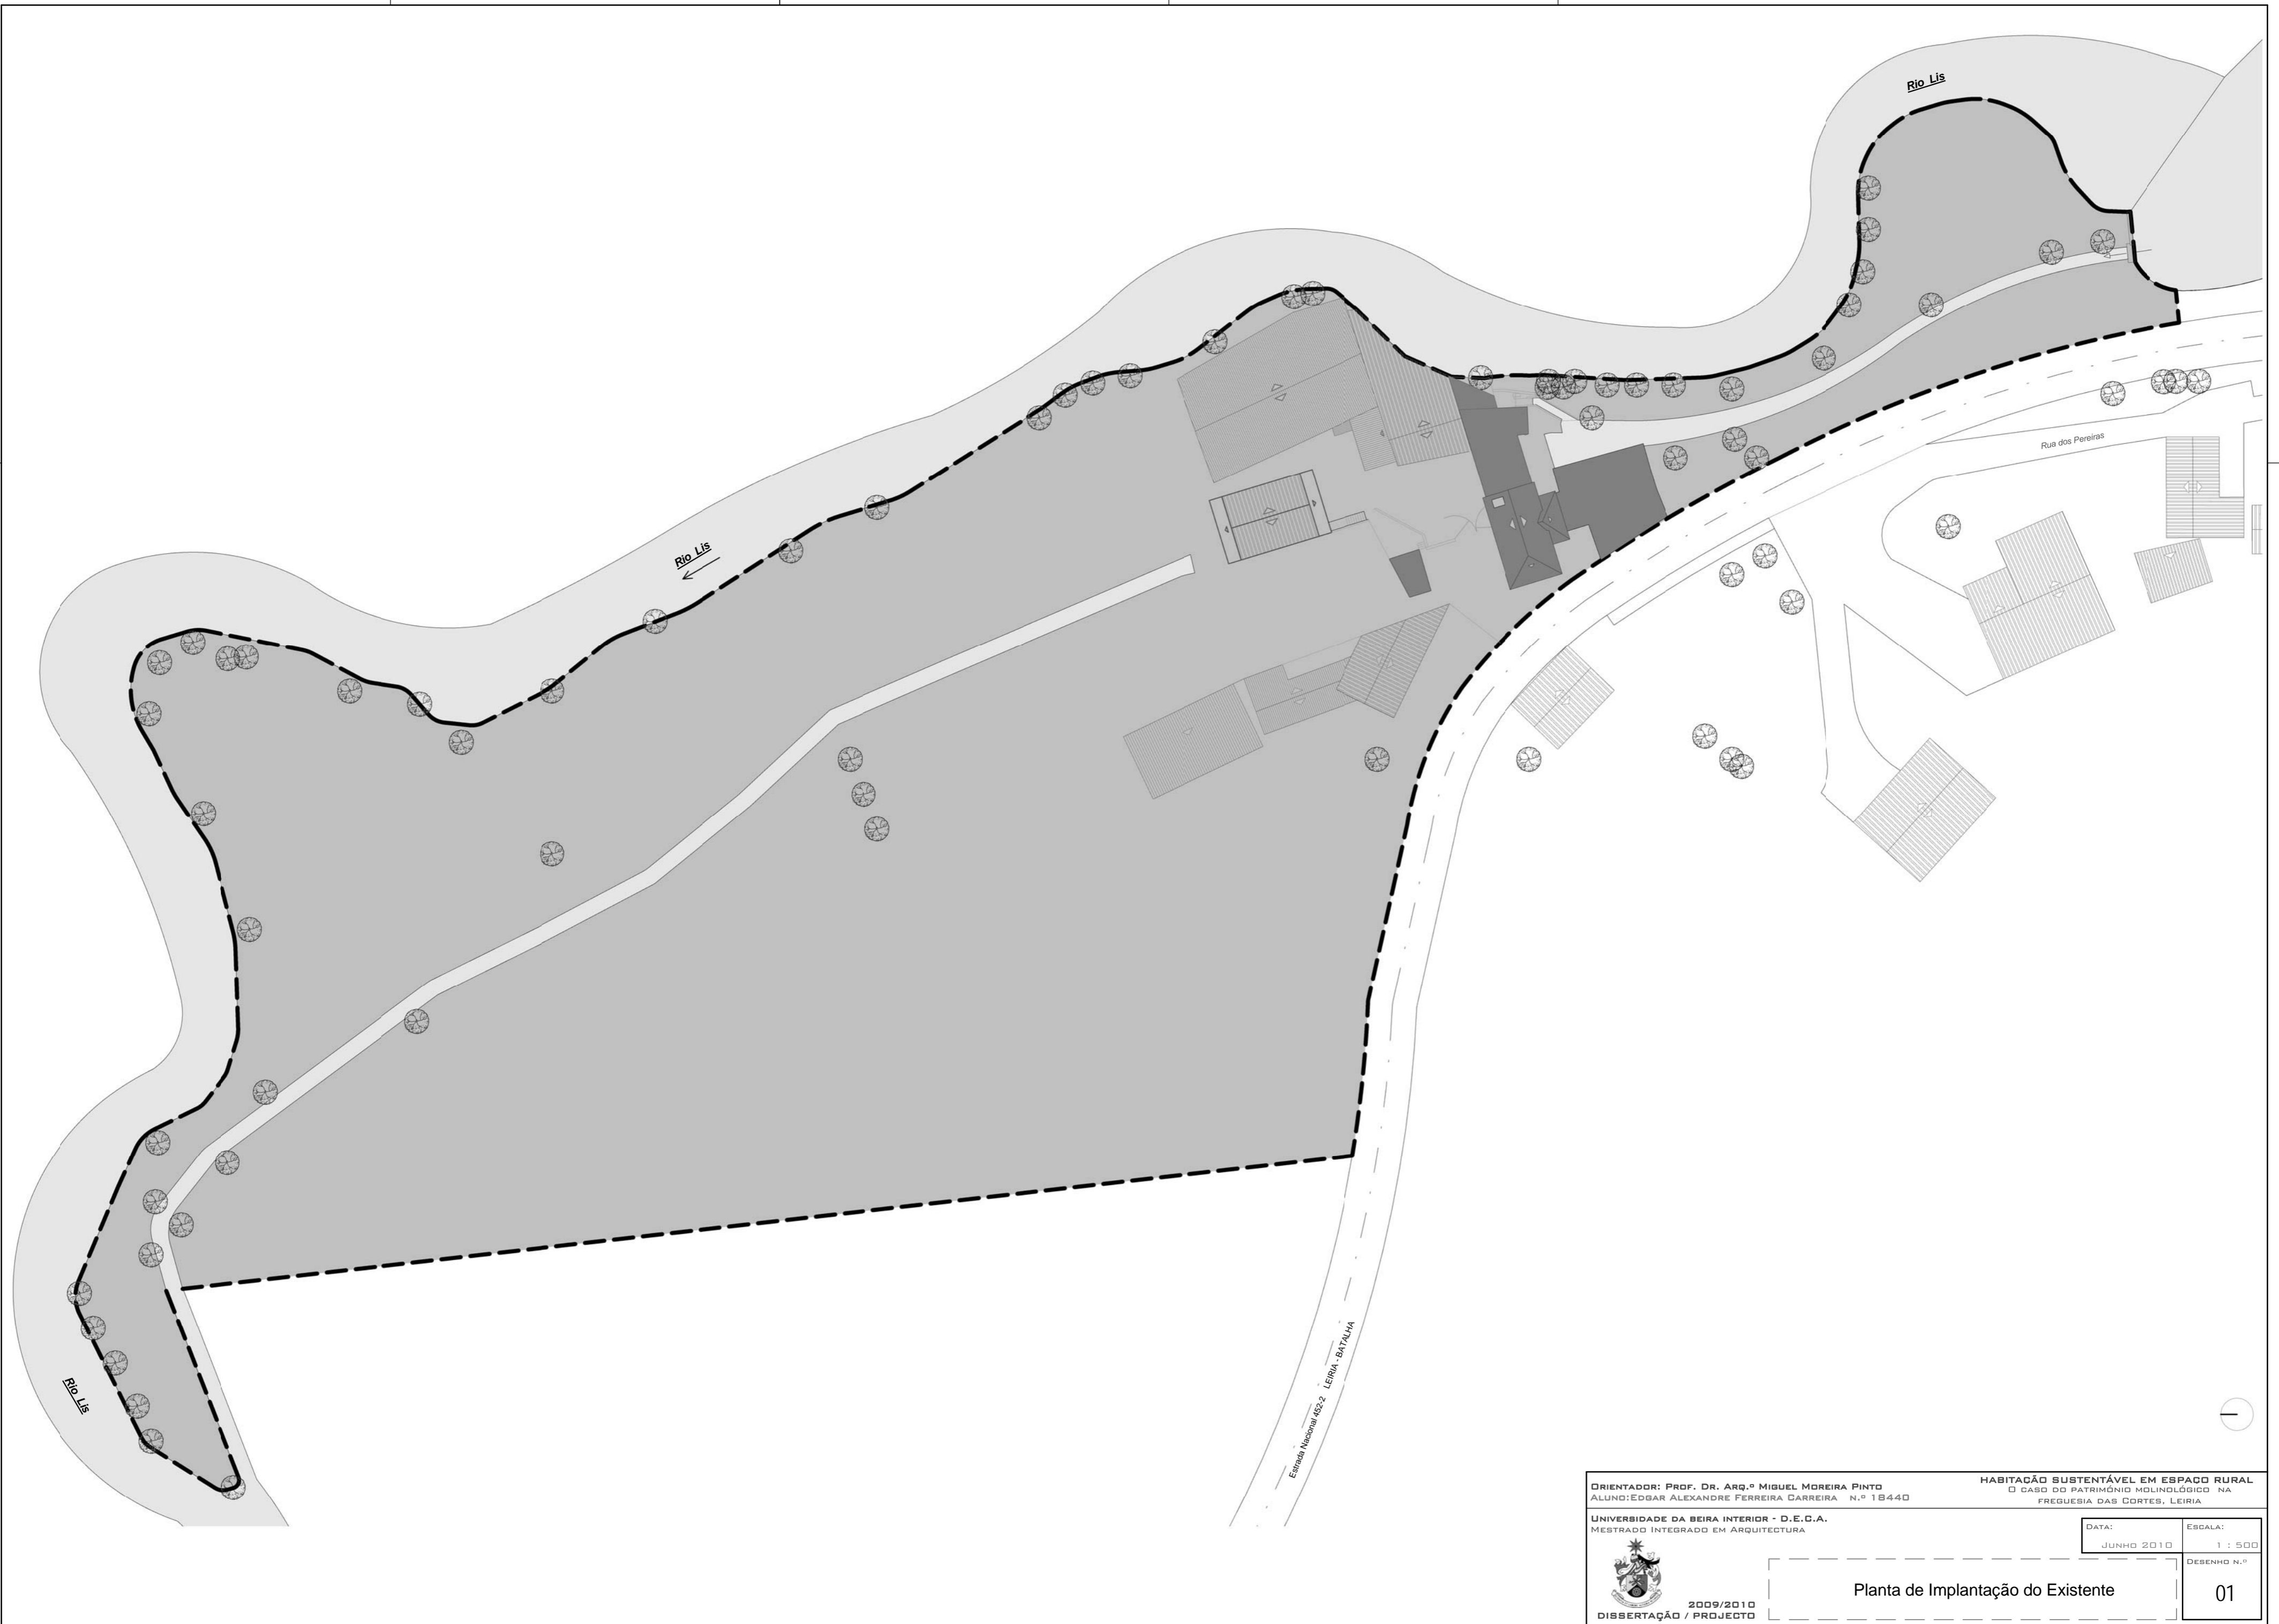 Rio Lis
Rua dos Pereiras
Rio Lis
Rio Lis
Estrada Nacional 452-2 LEIRIA - BATALHA
ORIENTADOR: PROF. DR. ARQ.º MIGUEL MOREIRA PINTO
ALUNO:EDGAR ALEXANDRE FERREIRA CARREIRA N.º 18440
HABITAÇÃO SUSTENTÁVEL EM ESPAÇO RURAL
O CASO DO PATRIMÓNIO MOLINOLÓGICO NA
FREGUESIA DAS CORTES, LEIRIA
UNIVERSIDADE DA BEIRA INTERIOR - D.E.C.A.
MESTRADO INTEGRADO EM ARQUITECTURA
DATA:
JUNHO 2010
ESCALA:
1 : 500
2009/2010
DISSERTAÇÃO / PROJECTO
Planta de Implantação do Existente
DESENHO N.º
01